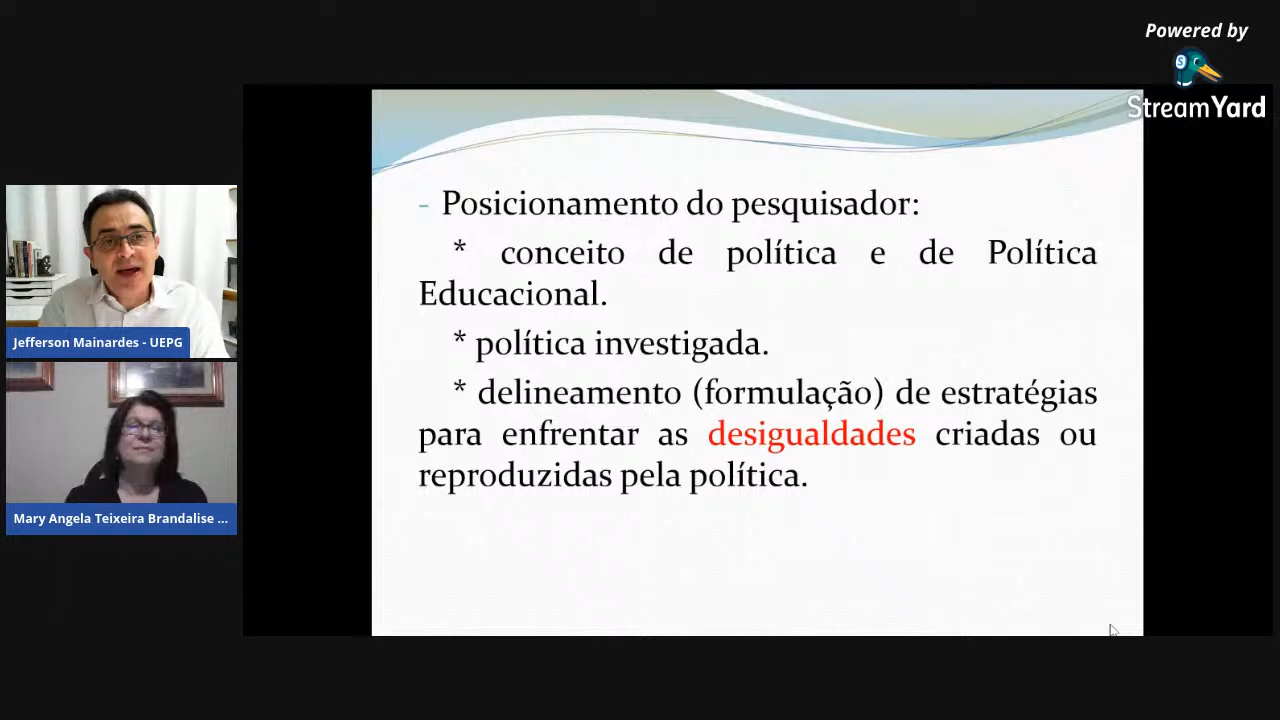 Powered by
StreamYard
- Posicionamento do pesquisador:
* conceito de política e de Política
Educacional.
* política investigada.
* delineamento (formulação) de estratégias
para enfrentar as desigualdades criadas ou
reproduzidas pela política.
Jefferson Mainardes - UEPG
Mary Angela Teixeira Brandalise ...